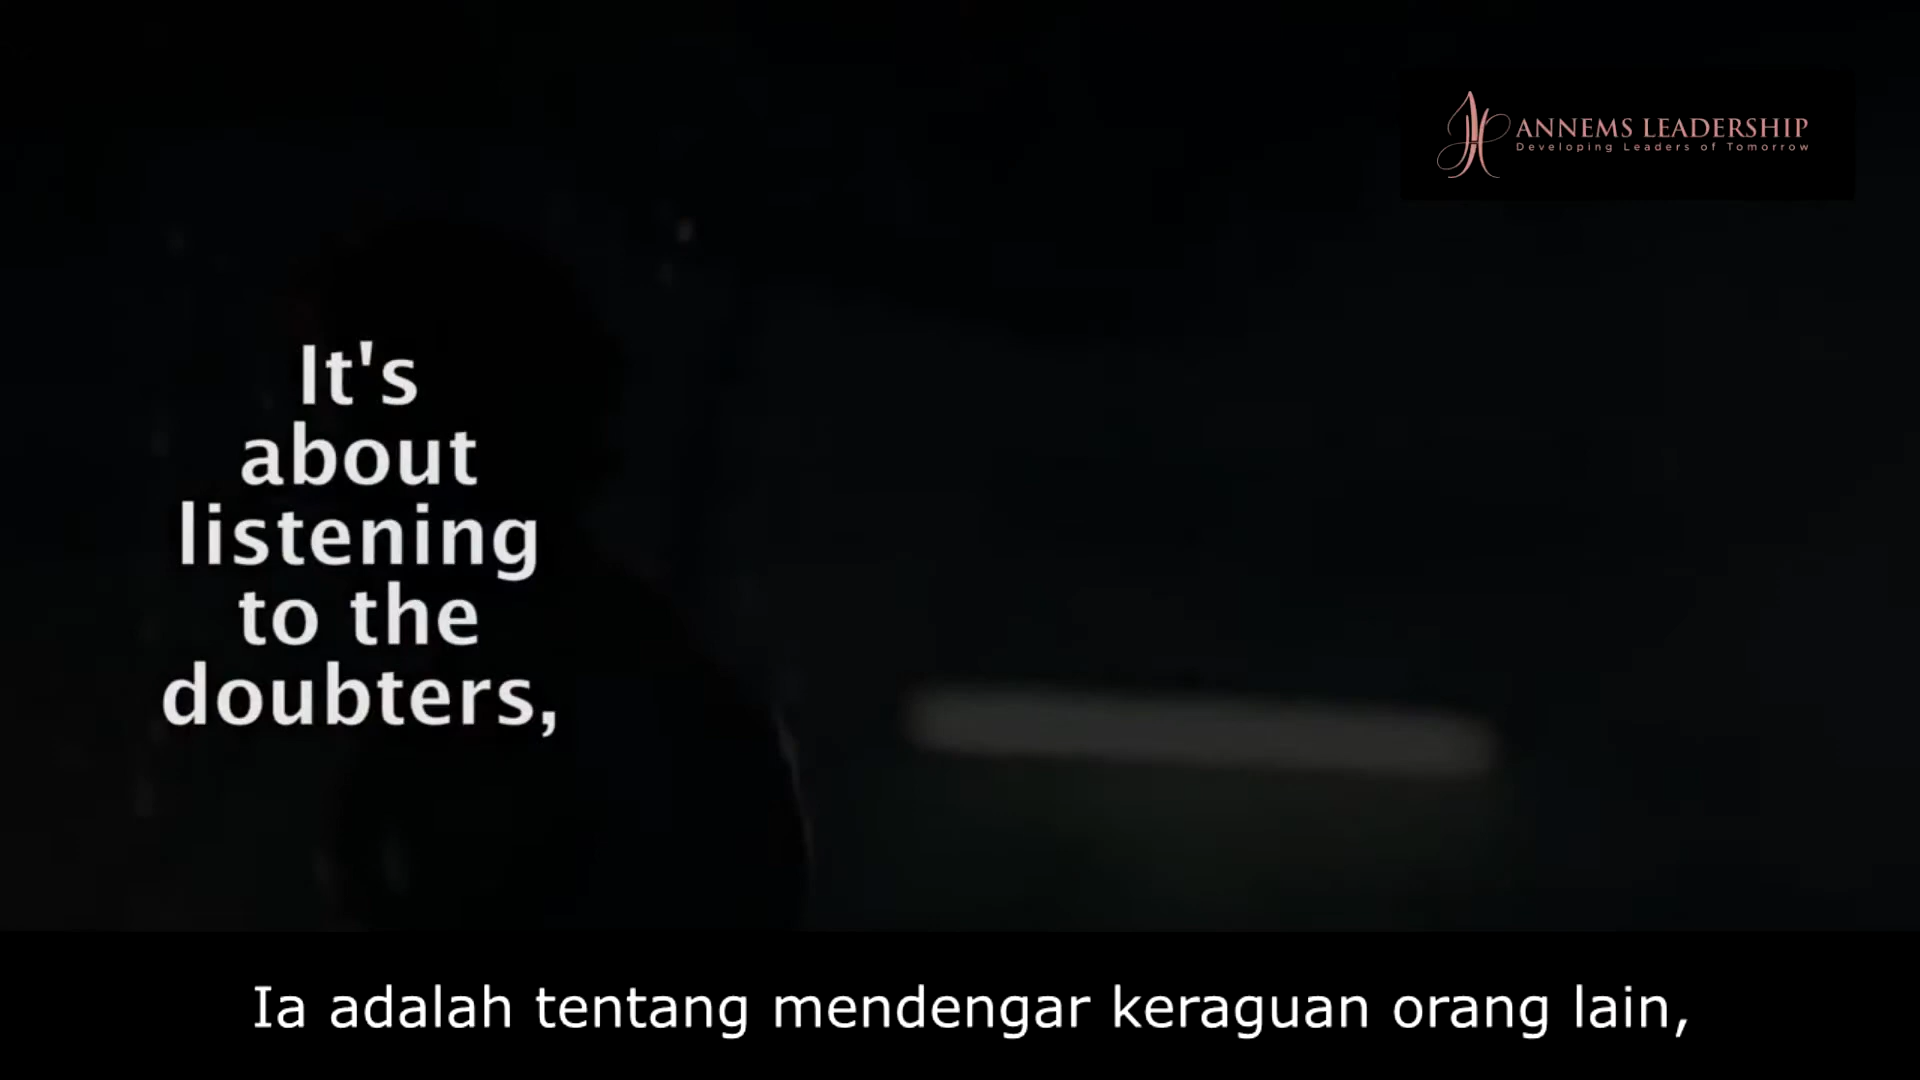 ANNEMS LEADERSHIP
Developing Leaders of Tomorrow
It's
about
listening
to the
doubters,
Ia adalah tentang mendengar keraguan orang lain,